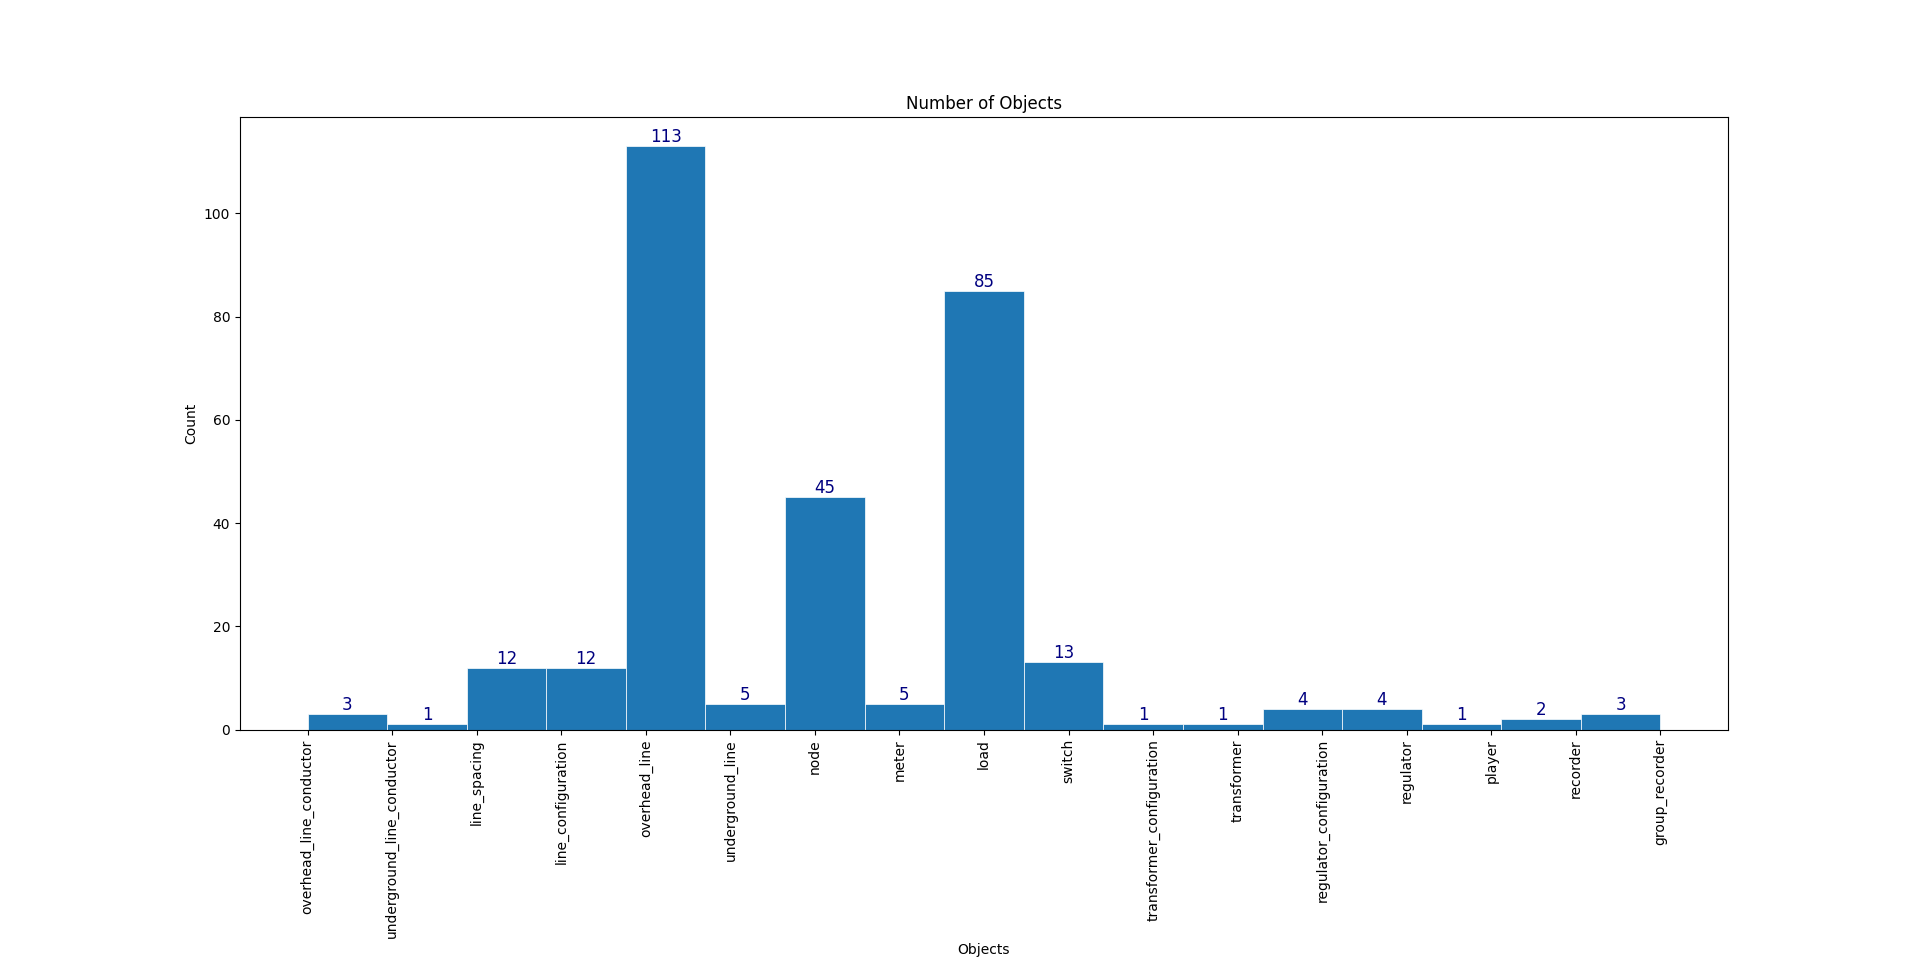 Number of Objects
113
100
85
80
60
Count
45
40
20
13
12
12
5
5
4
4
3
3
2
1
1
1
1
0
overhead_line_conductor
underground_line_conductor
line_spacing
line_configuration
overhead_line
underground_line
node
meter
load
switch
transformer_configuration
transformer
regulator_configuration
regulator
player
recorder
group_recorder
Objects